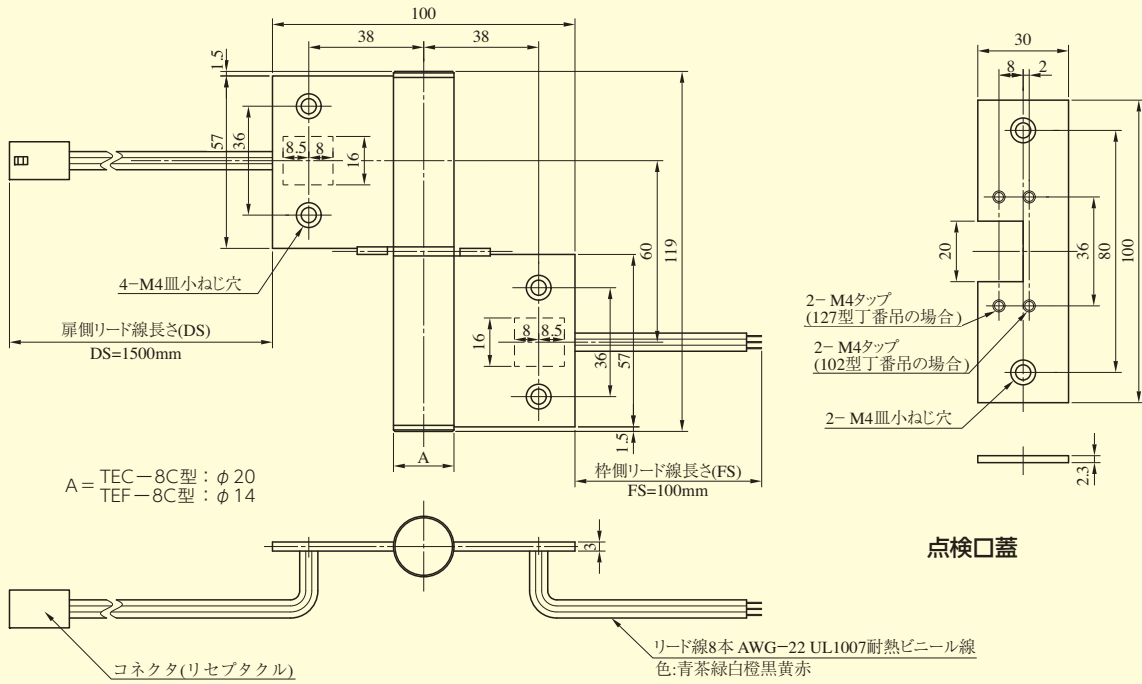 100
38 38
1.5
57
36
8.5 8
16
60
119
4-M4皿小ねじ穴
扉側リード線長さ(DS)
DS=1500mm
8 8.5
16
36
57
1.5
A
枠側リード線長さ(FS)
FS=100mm
A= TEC-8C型：φ20
TEF-8C型：φ14
3
コネクタ(リセプタクル)
リード線8本 AWG-22 UL1007耐熱ビニール線
色:青茶緑白橙黒黄赤
30
8 2
20
36
80
100
2-M4タップ
(127型丁番吊の場合)
2-M4タップ
(102型丁番吊の場合)
2-M4皿小ねじ穴
2.3
点検口蓋